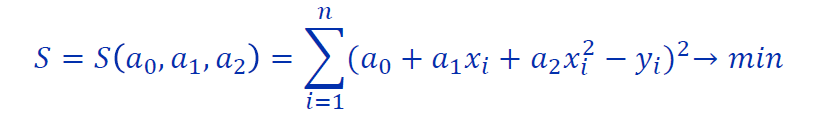 S = S(a₀, a₁, a₂) = ∑ᵢ₌₁ⁿ (a₀ + a₁xᵢ + a₂xᵢ² − yᵢ)² → min